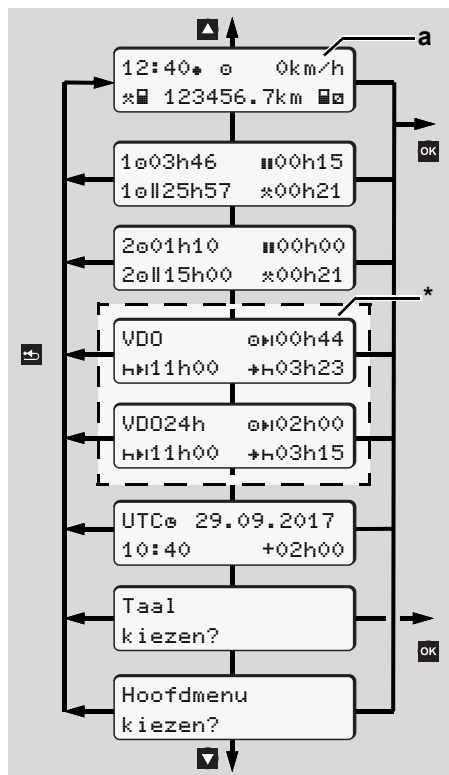 a
12:40 0km/h
123456.7km
OK
1 03h46 00h15
1 25h57 00h21
2 01h10 00h00
2 15h00 00h21
*
VDO 00h44
11h00 03h23
VDO24h 02h00
11h00 03h15
UTC 29.09.2017
10:40 +02h00
Taal
kiezen?
OK
Hoofdmenu
kiezen?